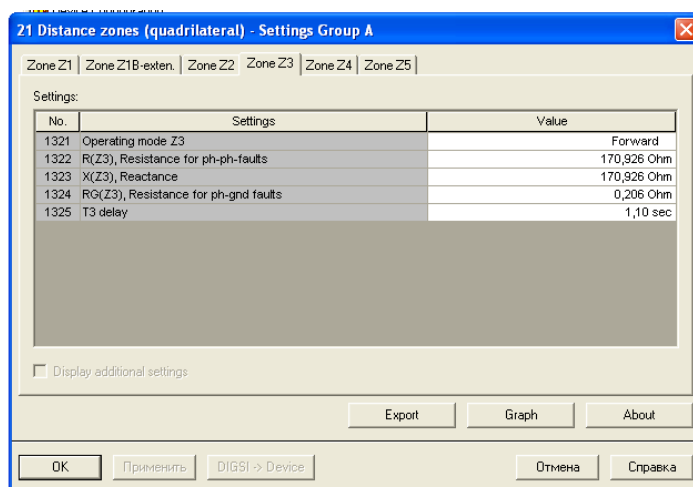 21 Distance zones (quadrilateral) - Settings Group A
Zone Z1 Zone Z1B-exten. Zone Z2 Zone Z3 Zone Z4 Zone Z5
Settings:
No. Settings Value
1321 Operating mode Z3 Forward
1322 R(Z3), Resistance for ph-ph-faults 170,926 Ohm
1323 X(Z3), Reactance 170,926 Ohm
1324 RG(Z3), Resistance for ph-gnd faults 0,206 Ohm
1325 T3 delay 1,10 sec
Display additional settings
Export Graph About
OK Применить DIGSI -> Device Отмена Справка